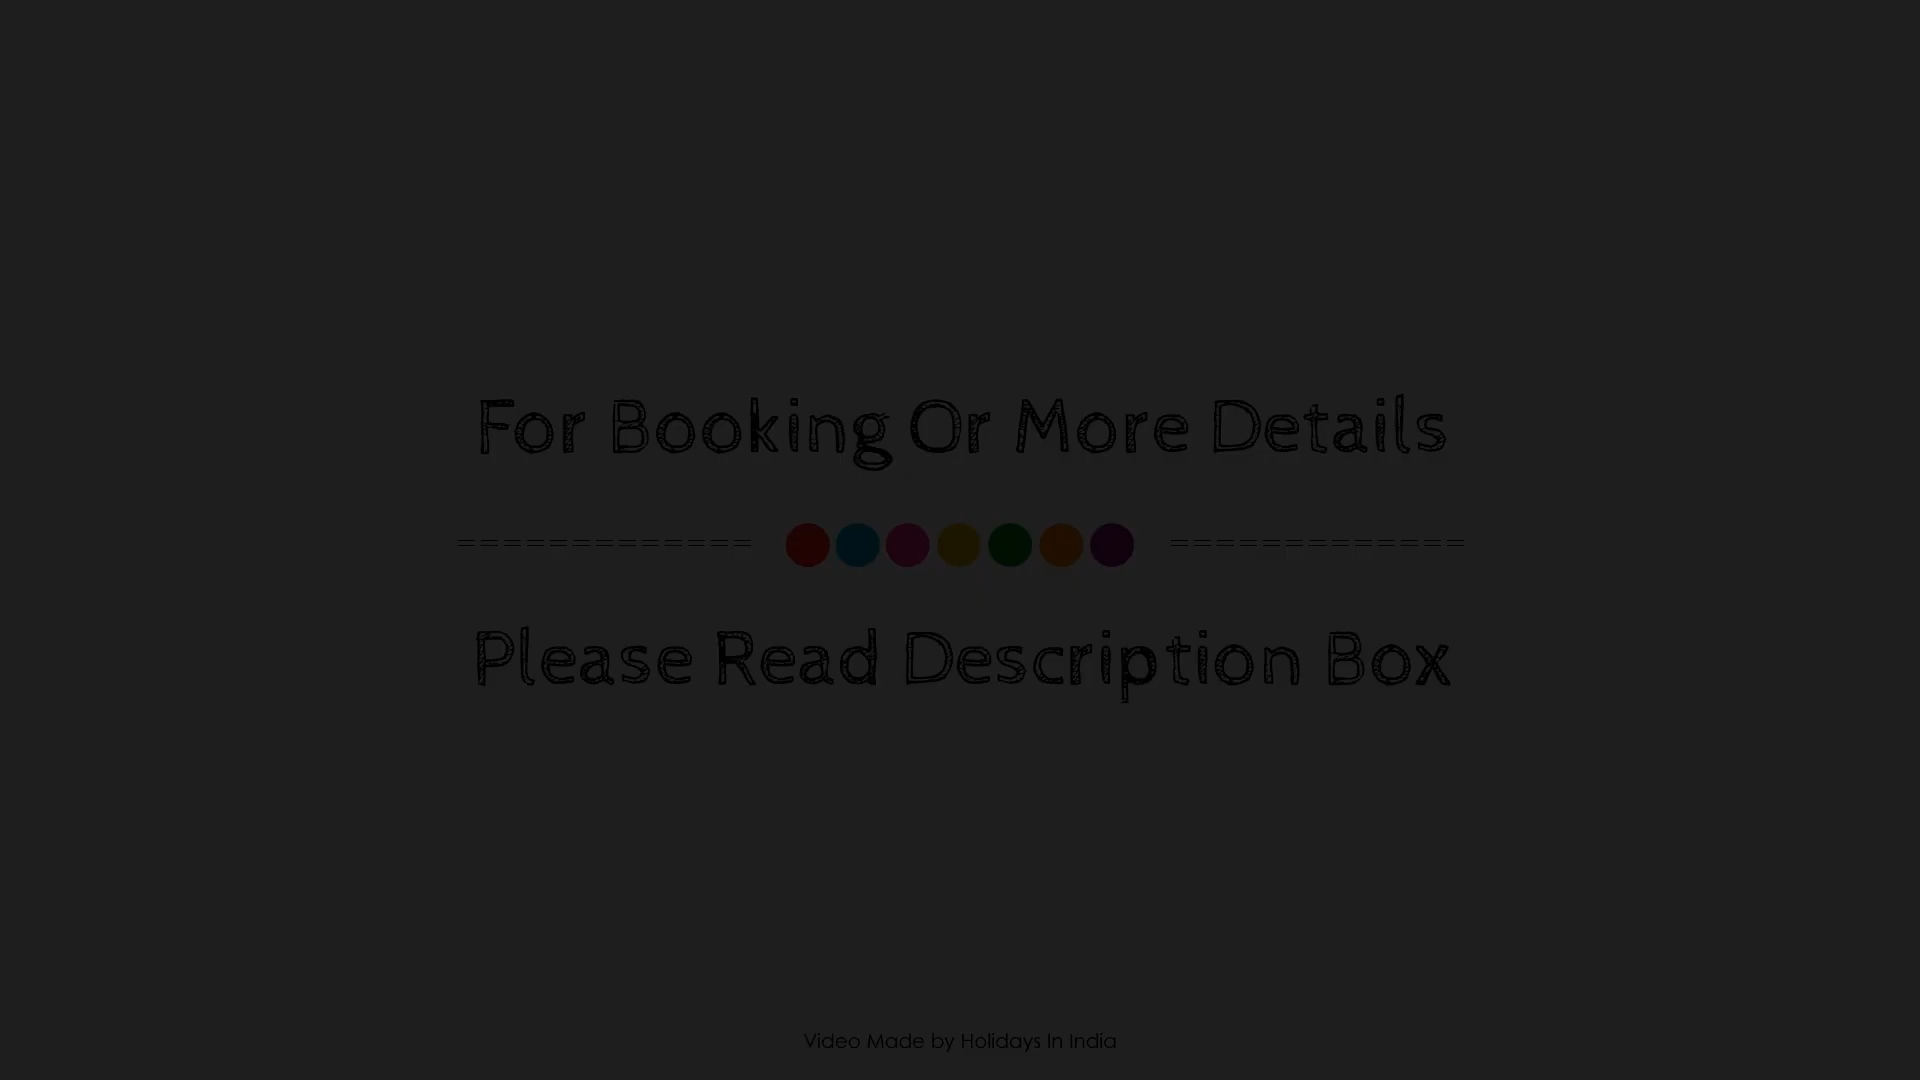 For Booking Or More Details
============= =============
Please Read Description Box
Video Made by Holidays In India